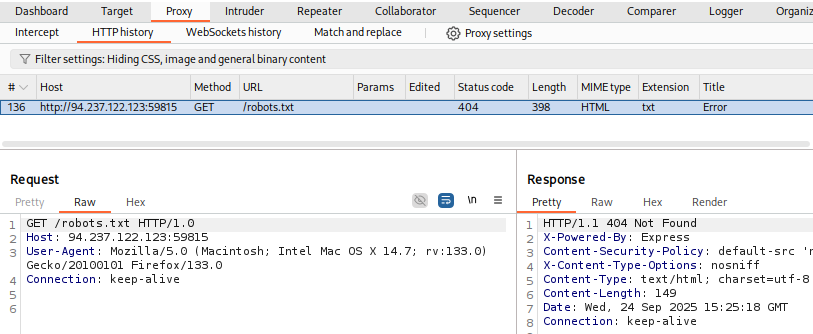 Dashboard Target Proxy Intruder Repeater Collaborator Sequencer Decoder Comparer Logger Organiz
Intercept HTTP history WebSockets history Match and replace Proxy settings
Filter settings: Hiding CSS, image and general binary content
# Host Method URL Params Edited Status code Length MIME type Extension Title
136 http://94.237.122.123:59815 GET /robots.txt 404 398 HTML txt Error
Request
Pretty Raw Hex \n
1 GET /robots.txt HTTP/1.0
2 Host: 94.237.122.123:59815
3 User-Agent: Mozilla/5.0 (Macintosh; Intel Mac OS X 14.7; rv:133.0)
Gecko/20100101 Firefox/133.0
4 Connection: keep-alive
5
6
Response
Pretty Raw Hex Render
1 HTTP/1.1 404 Not Found
2 X-Powered-By: Express
3 Content-Security-Policy: default-src 'n
4 X-Content-Type-Options: nosniff
5 Content-Type: text/html; charset=utf-8
6 Content-Length: 149
7 Date: Wed, 24 Sep 2025 15:25:18 GMT
8 Connection: keep-alive